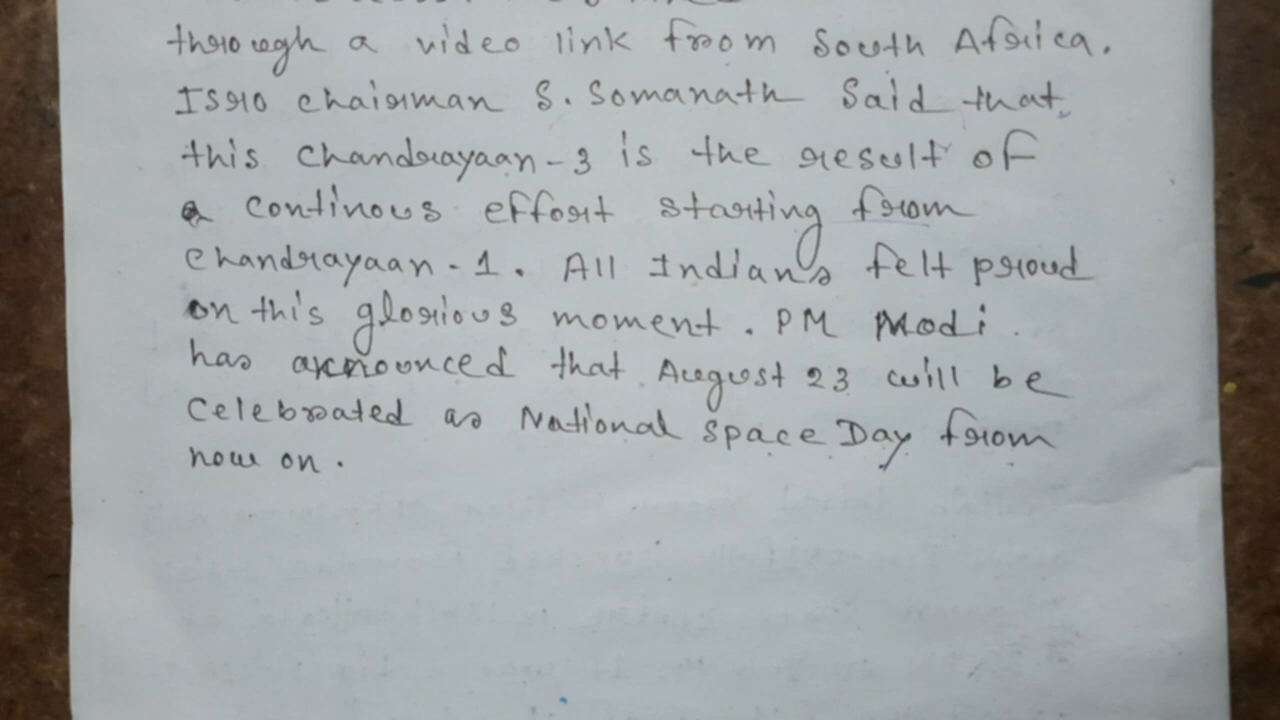 through a video link from South Africa.
Isro chairman S. Somanath Said that
this Chandrayaan-3 is the result of
a continous effort starting from
Chandrayaan-1. All Indians felt proud
on this glorious moment. PM Modi
has announced that August 23 will be
Celebrated as National Space Day from
now on.